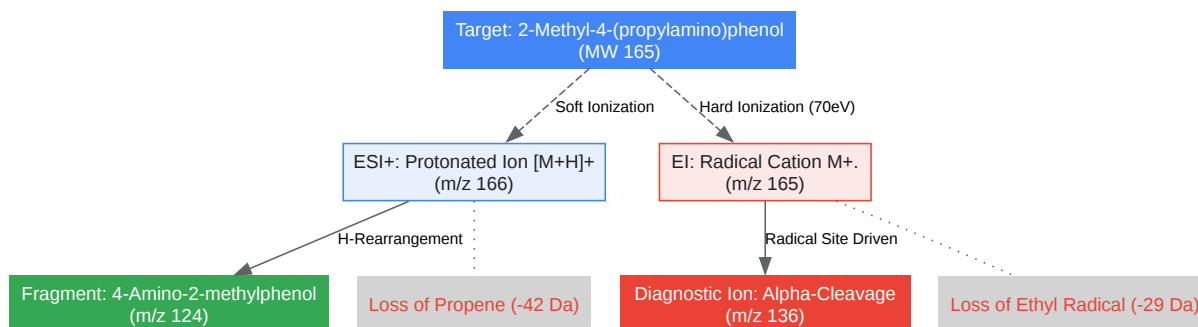 Target: 2-Methyl-4-(propylamino)phenol
(MW 165)
Soft Ionization
Hard Ionization (70eV)
ESI+: Protonated Ion [M+H]+
(m/z 166)
EI: Radical Cation M+.
(m/z 165)
H-Rearrangement
Radical Site Driven
Fragment: 4-Amino-2-methylphenol
(m/z 124)
Loss of Propene (-42 Da)
Diagnostic Ion: Alpha-Cleavage
(m/z 136)
Loss of Ethyl Radical (-29 Da)